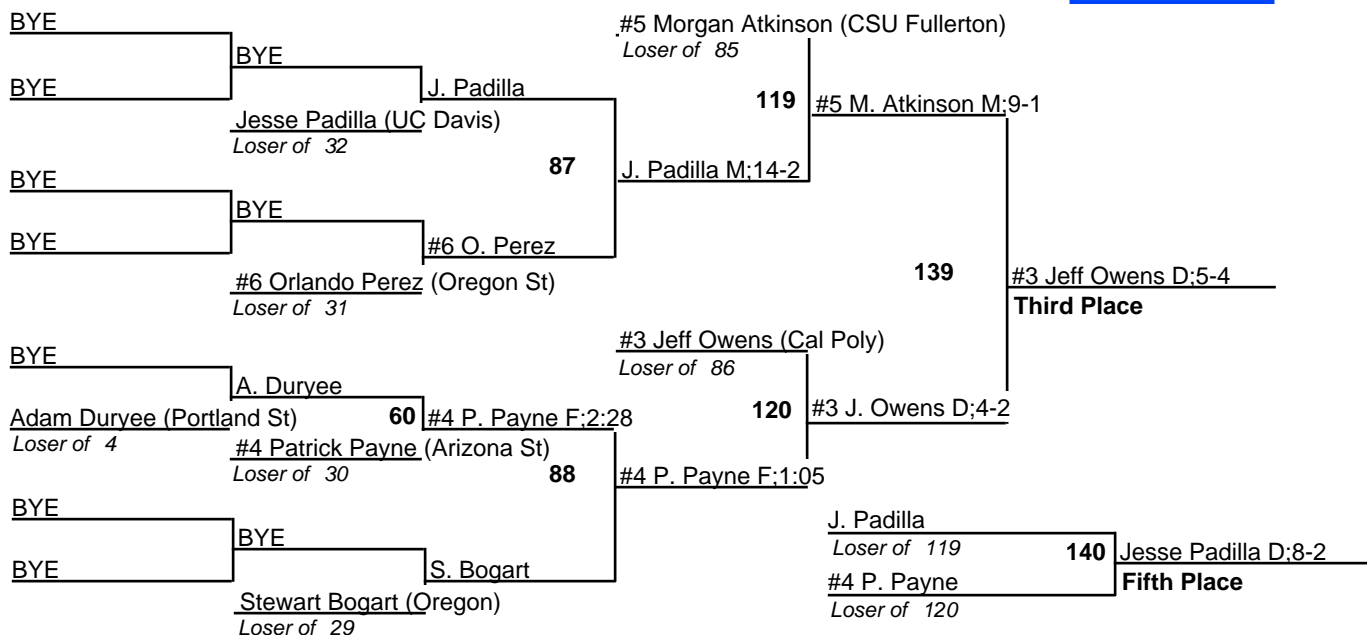 BYE
#5 Morgan Atkinson (CSU Fullerton)
Loser of 85
BYE
BYE
J. Padilla
119
#5 M. Atkinson M;9-1
Jesse Padilla (UC Davis)
Loser of 32
87
J. Padilla M;14-2
BYE
BYE
BYE
#6 O. Perez
139
#3 Jeff Owens D;5-4
Third Place
#6 Orlando Perez (Oregon St)
Loser of 31
#3 Jeff Owens (Cal Poly)
Loser of 86
BYE
A. Duryee
Adam Duryee (Portland St)
Loser of 4
60
#4 P. Payne F;2:28
120
#3 J. Owens D;4-2
#4 Patrick Payne (Arizona St)
Loser of 30
88
#4 P. Payne F;1:05
BYE
BYE
BYE
S. Bogart
Stewart Bogart (Oregon)
Loser of 29
J. Padilla
Loser of 119
140
Jesse Padilla D;8-2
Fifth Place
#4 P. Payne
Loser of 120